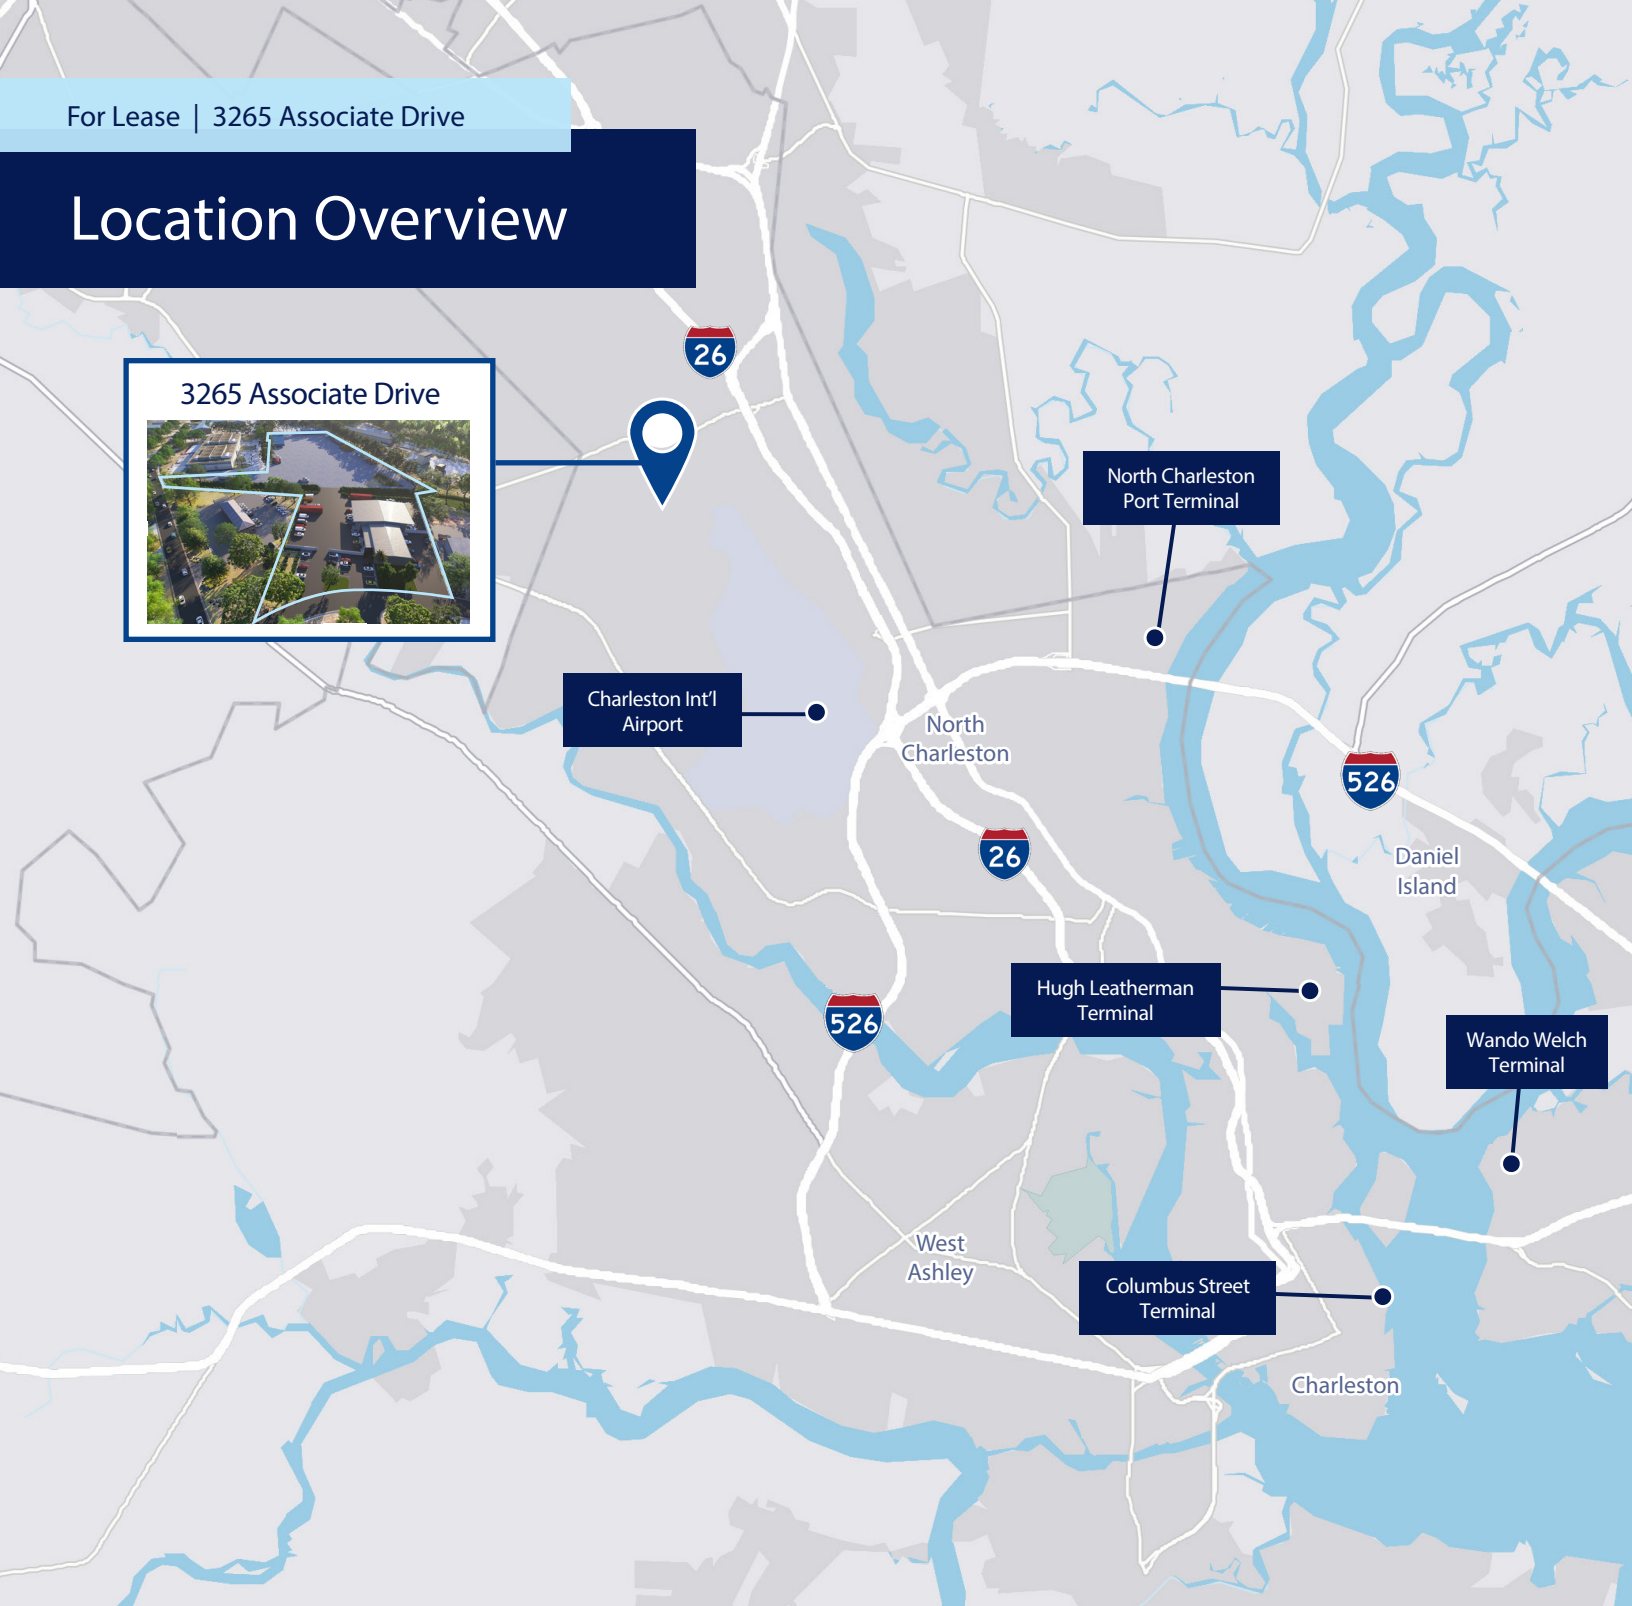 For Lease | 3265 Associate Drive
Location Overview
26
3265 Associate Drive
North Charleston
Port Terminal
Charleston Int'l
Airport
North
Charleston
526
26
Daniel
Island
Hugh Leatherman
Terminal
526
Wando Welch
Terminal
West
Ashley
Columbus Street
Terminal
Charleston